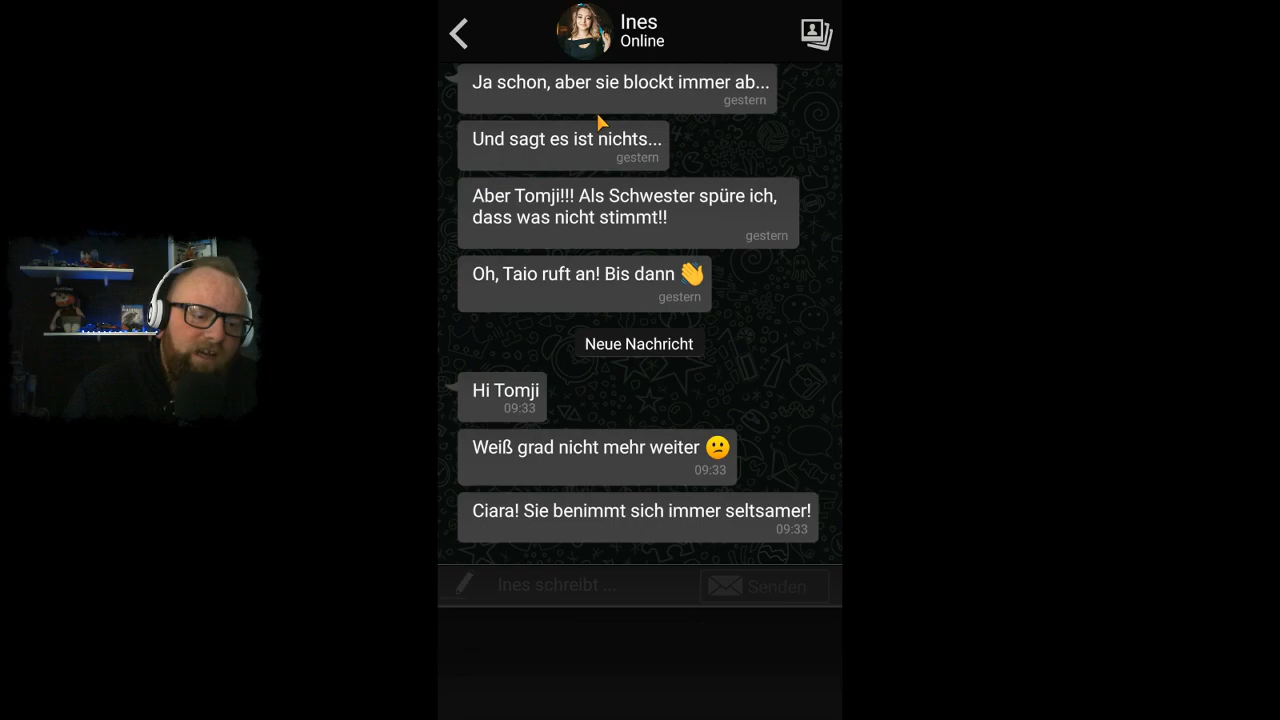 Ines
Online
Ja schon, aber sie blockt immer ab...
gestern
Und sagt es ist nichts...
gestern
Aber Tomji!!! Als Schwester spüre ich,
dass was nicht stimmt!!
gestern
Oh, Taio ruft an! Bis dann 👋
gestern
Neue Nachricht
Hi Tomji
09:33
Weiß grad nicht mehr weiter 😕
09:33
Ciara! Sie benimmt sich immer seltsamer!
09:33
Ines schreibt ...
Senden